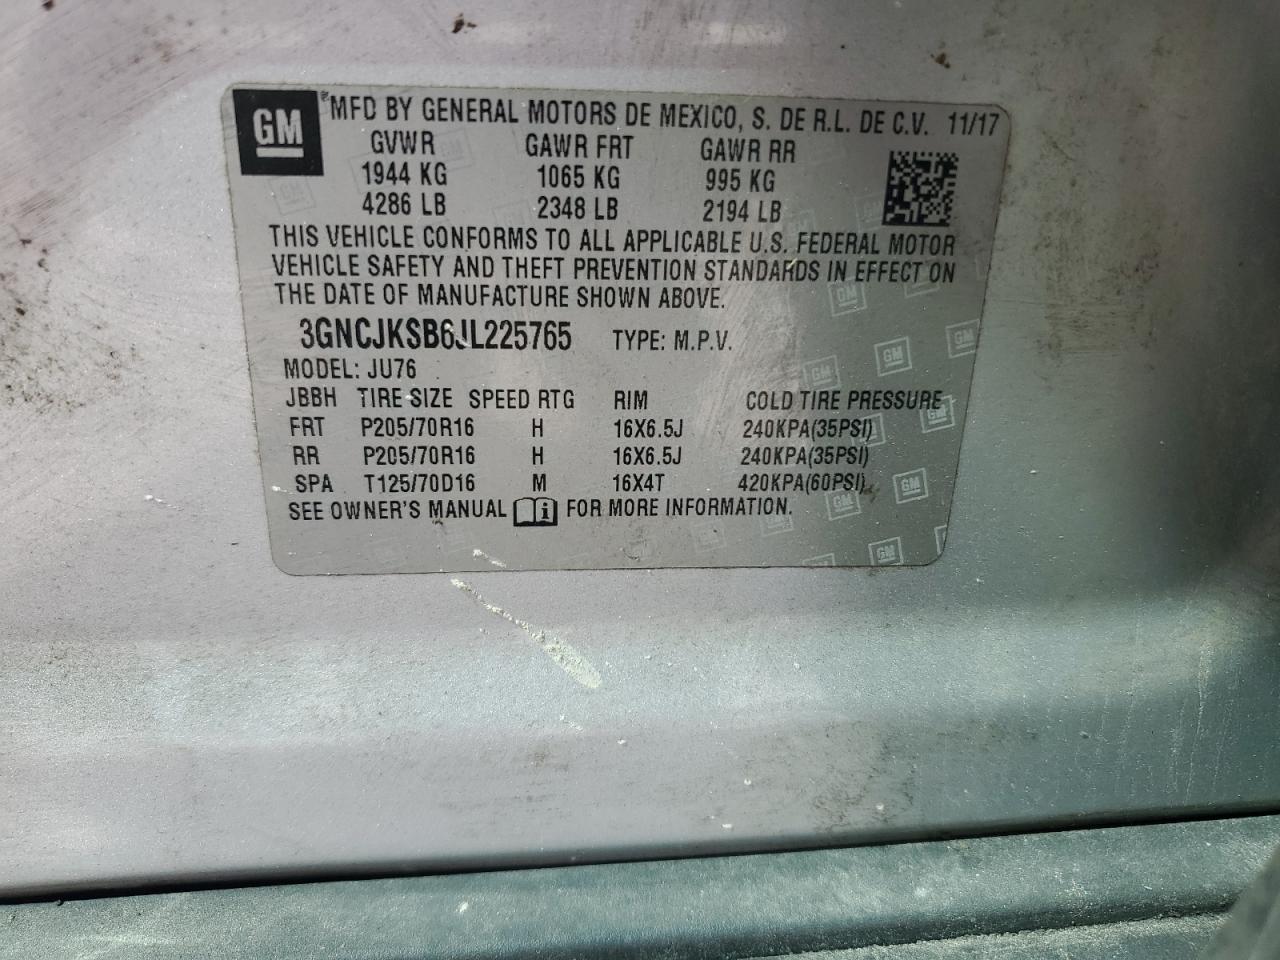 GM
MFD BY GENERAL MOTORS DE MEXICO, S. DE R.L. DE C.V. 11/17
GVWR GAWR FRT GAWR RR
1944 KG 1065 KG 995 KG
4286 LB 2348 LB 2194 LB
THIS VEHICLE CONFORMS TO ALL APPLICABLE U.S. FEDERAL MOTOR
VEHICLE SAFETY AND THEFT PREVENTION STANDARDS IN EFFECT ON
THE DATE OF MANUFACTURE SHOWN ABOVE.
3GNCJKSB6JL225765 TYPE: M.P.V.
MODEL: JU76
JBBH TIRE SIZE SPEED RTG RIM COLD TIRE PRESSURE
FRT P205/70R16 H 16X6.5J 240KPA(35PSI)
RR P205/70R16 H 16X6.5J 240KPA(35PSI)
SPA T125/70D16 M 16X4T 420KPA(60PSI)
SEE OWNER'S MANUAL i FOR MORE INFORMATION.